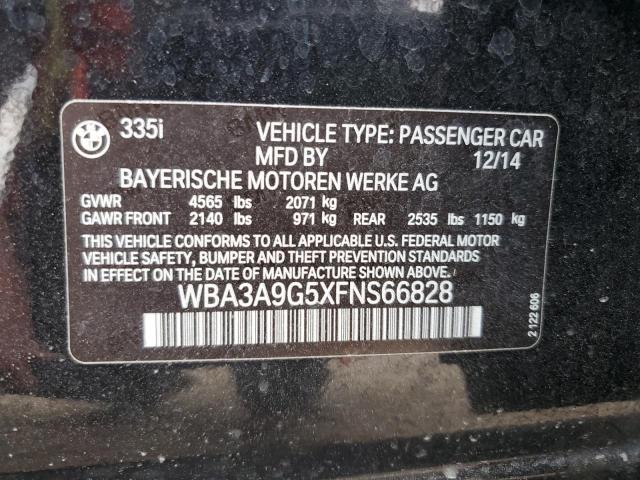 335i VEHICLE TYPE: PASSENGER CAR
MFD BY 12/14
BAYERISCHE MOTOREN WERKE AG
GVWR 4565 lbs 2071 kg
GAWR FRONT 2140 lbs 971 kg REAR 2535 lbs 1150 kg
THIS VEHICLE CONFORMS TO ALL APPLICABLE U.S. FEDERAL MOTOR
VEHICLE SAFETY, BUMPER AND THEFT PREVENTION STANDARDS
IN EFFECT ON THE DATE OF MANUFACTURE SHOWN ABOVE.
WBA3A9G5XFNS66828
2 122 606